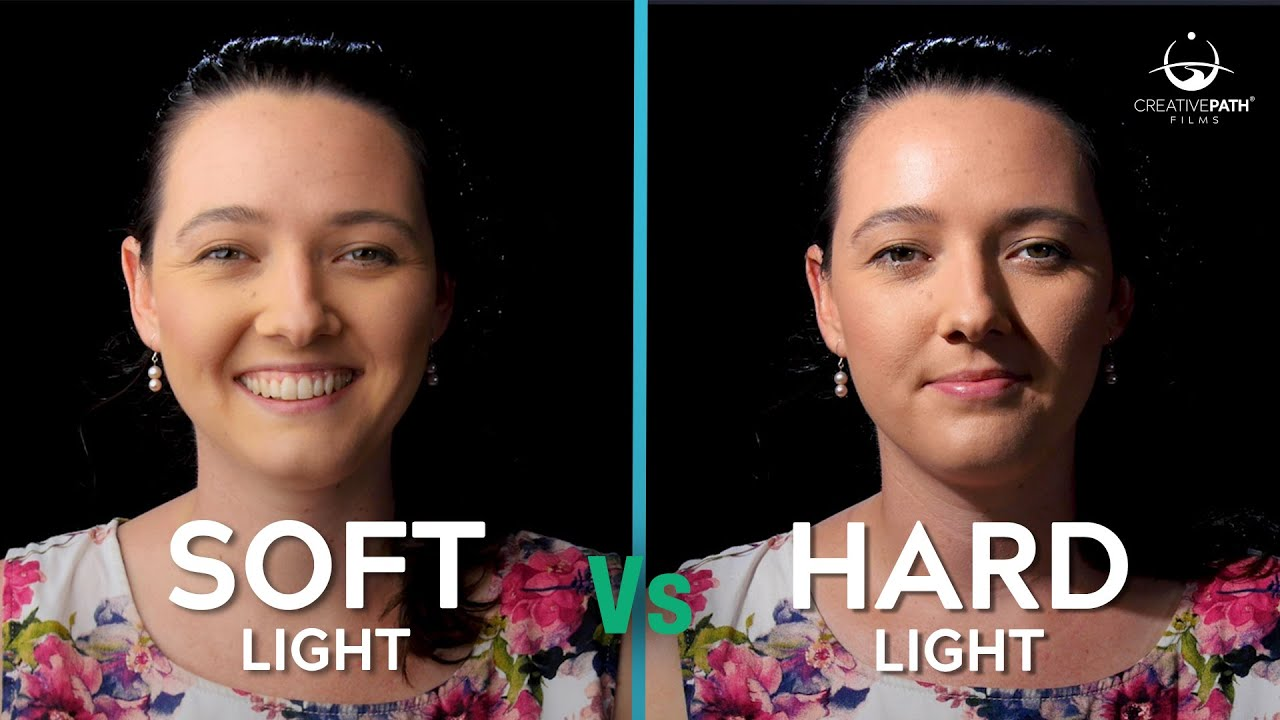 CREATIVEPATH®
FILMS
SOFT
LIGHT
Vs
HARD
LIGHT